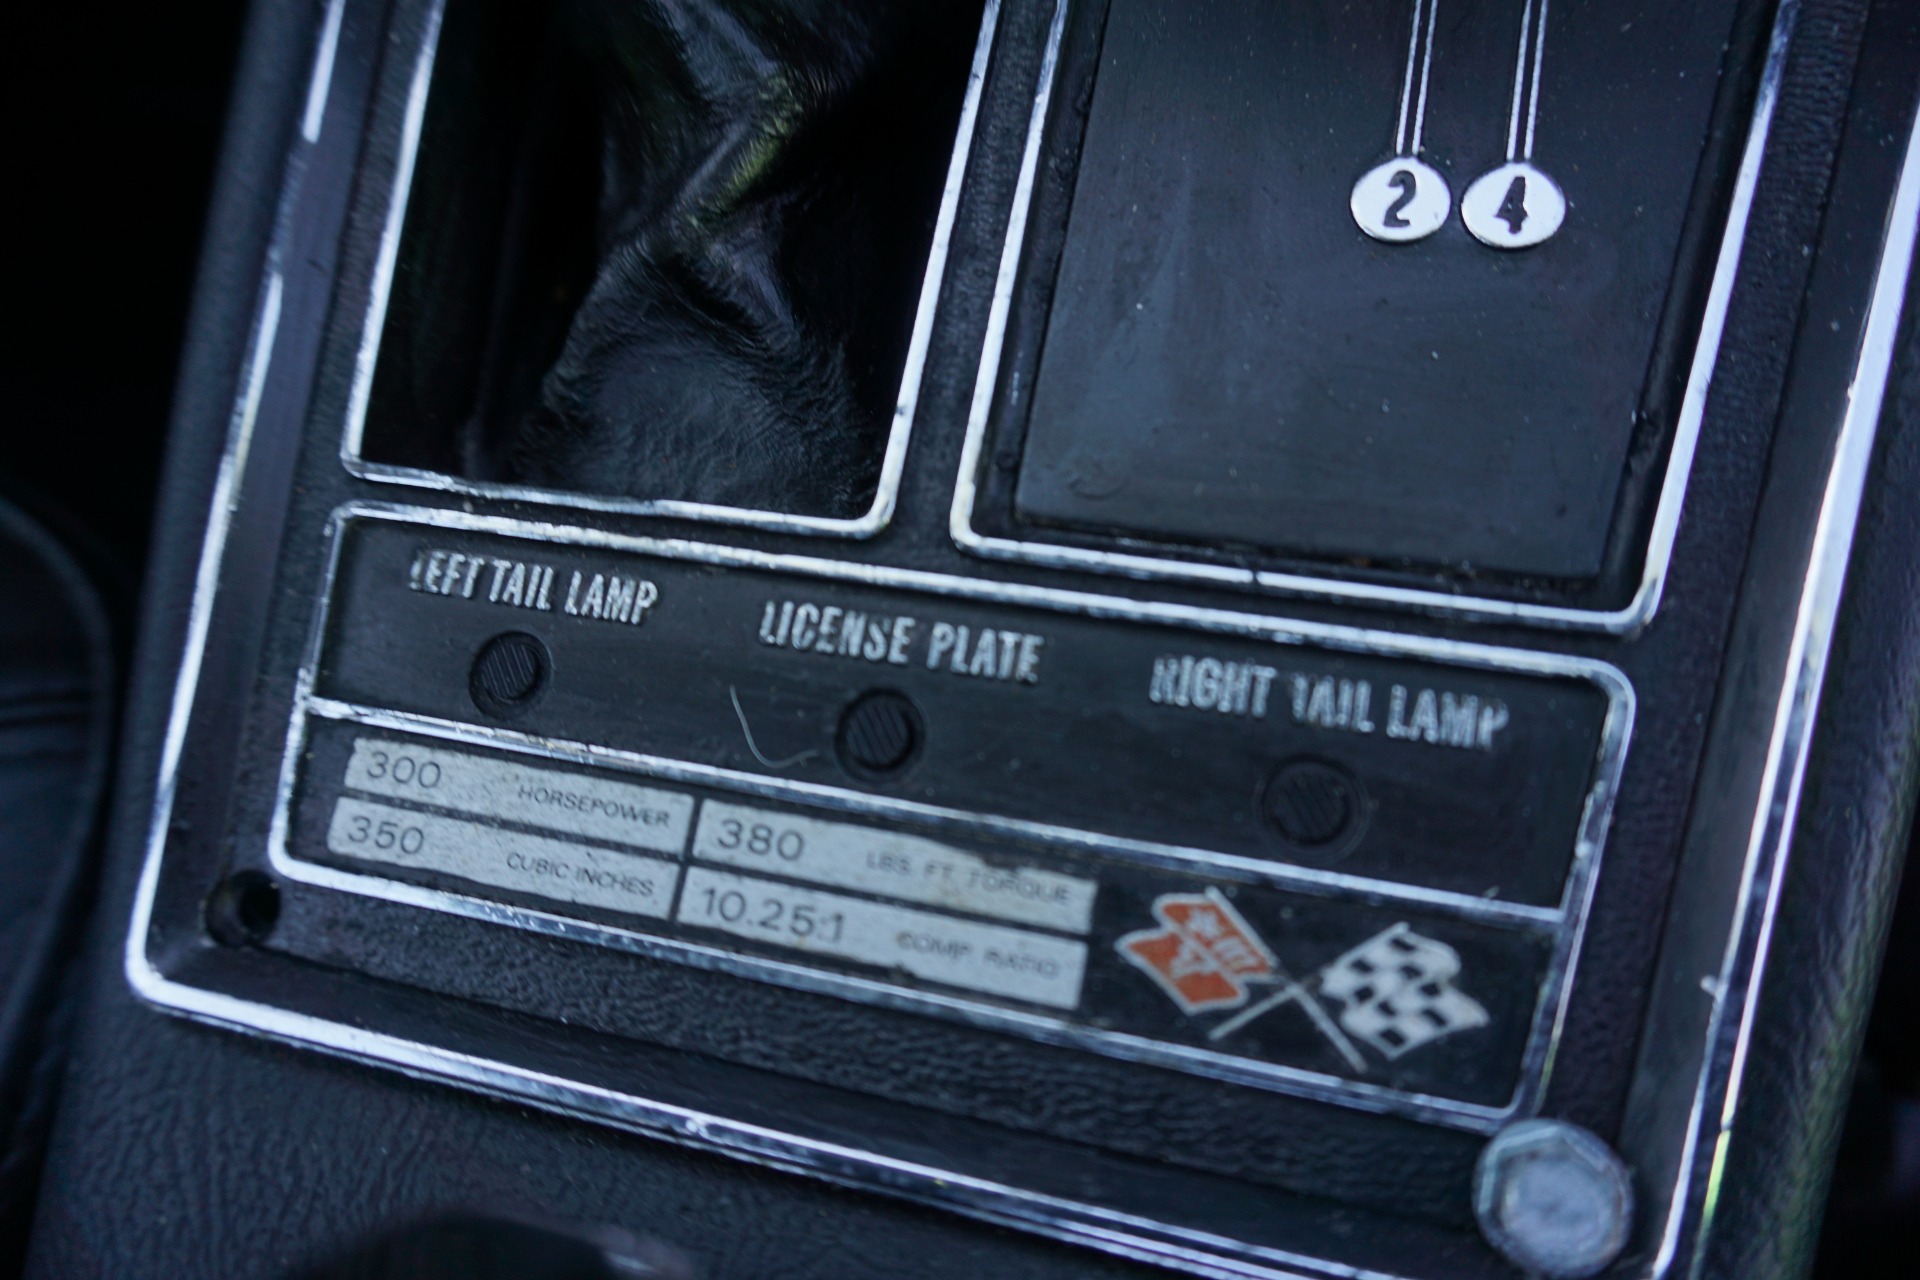 2 4
LEFT TAIL LAMP
LICENSE PLATE
RIGHT TAIL LAMP
300 HORSEPOWER
380 LBS. FT. TORQUE
350 CUBIC INCHES
10.25:1 COMP. RATIO